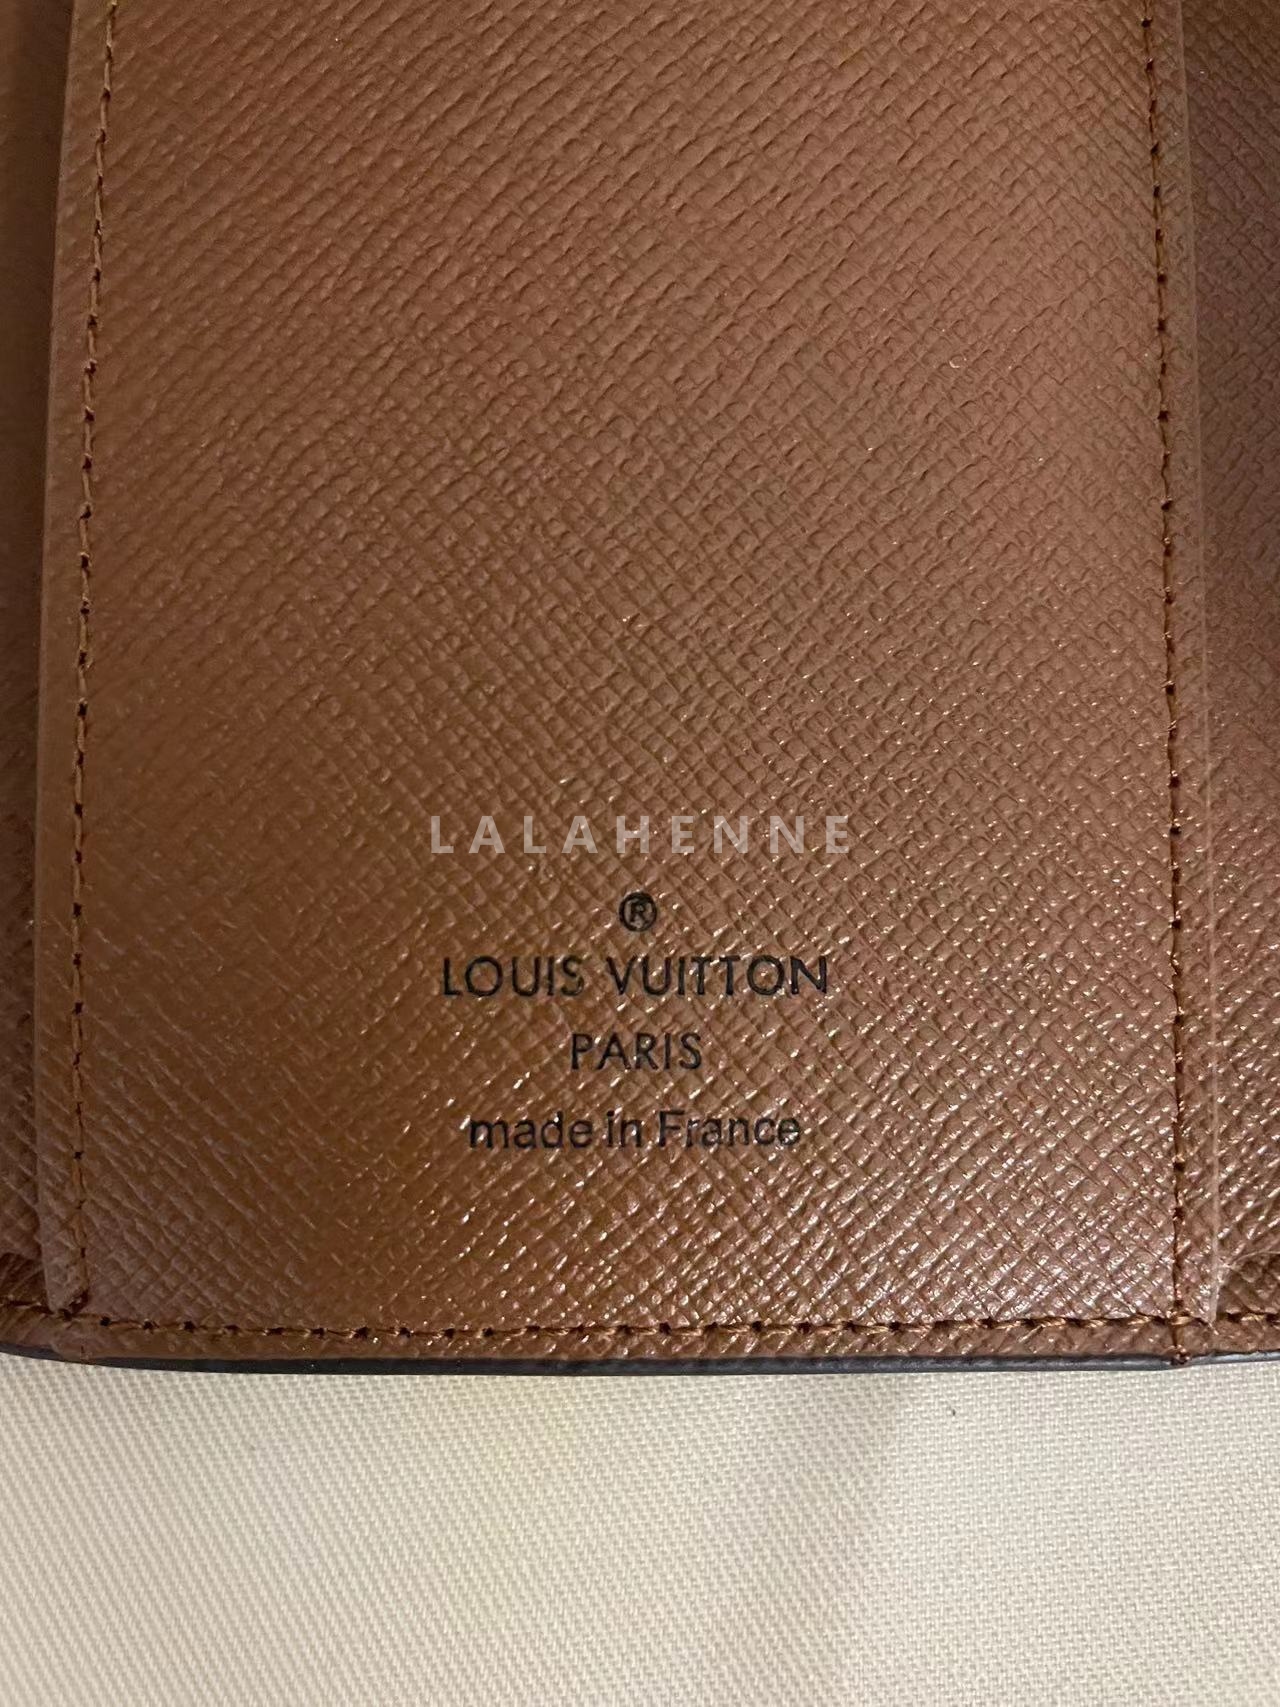 LALAHENNE
®
LOUIS VUITTON
PARIS
made in France